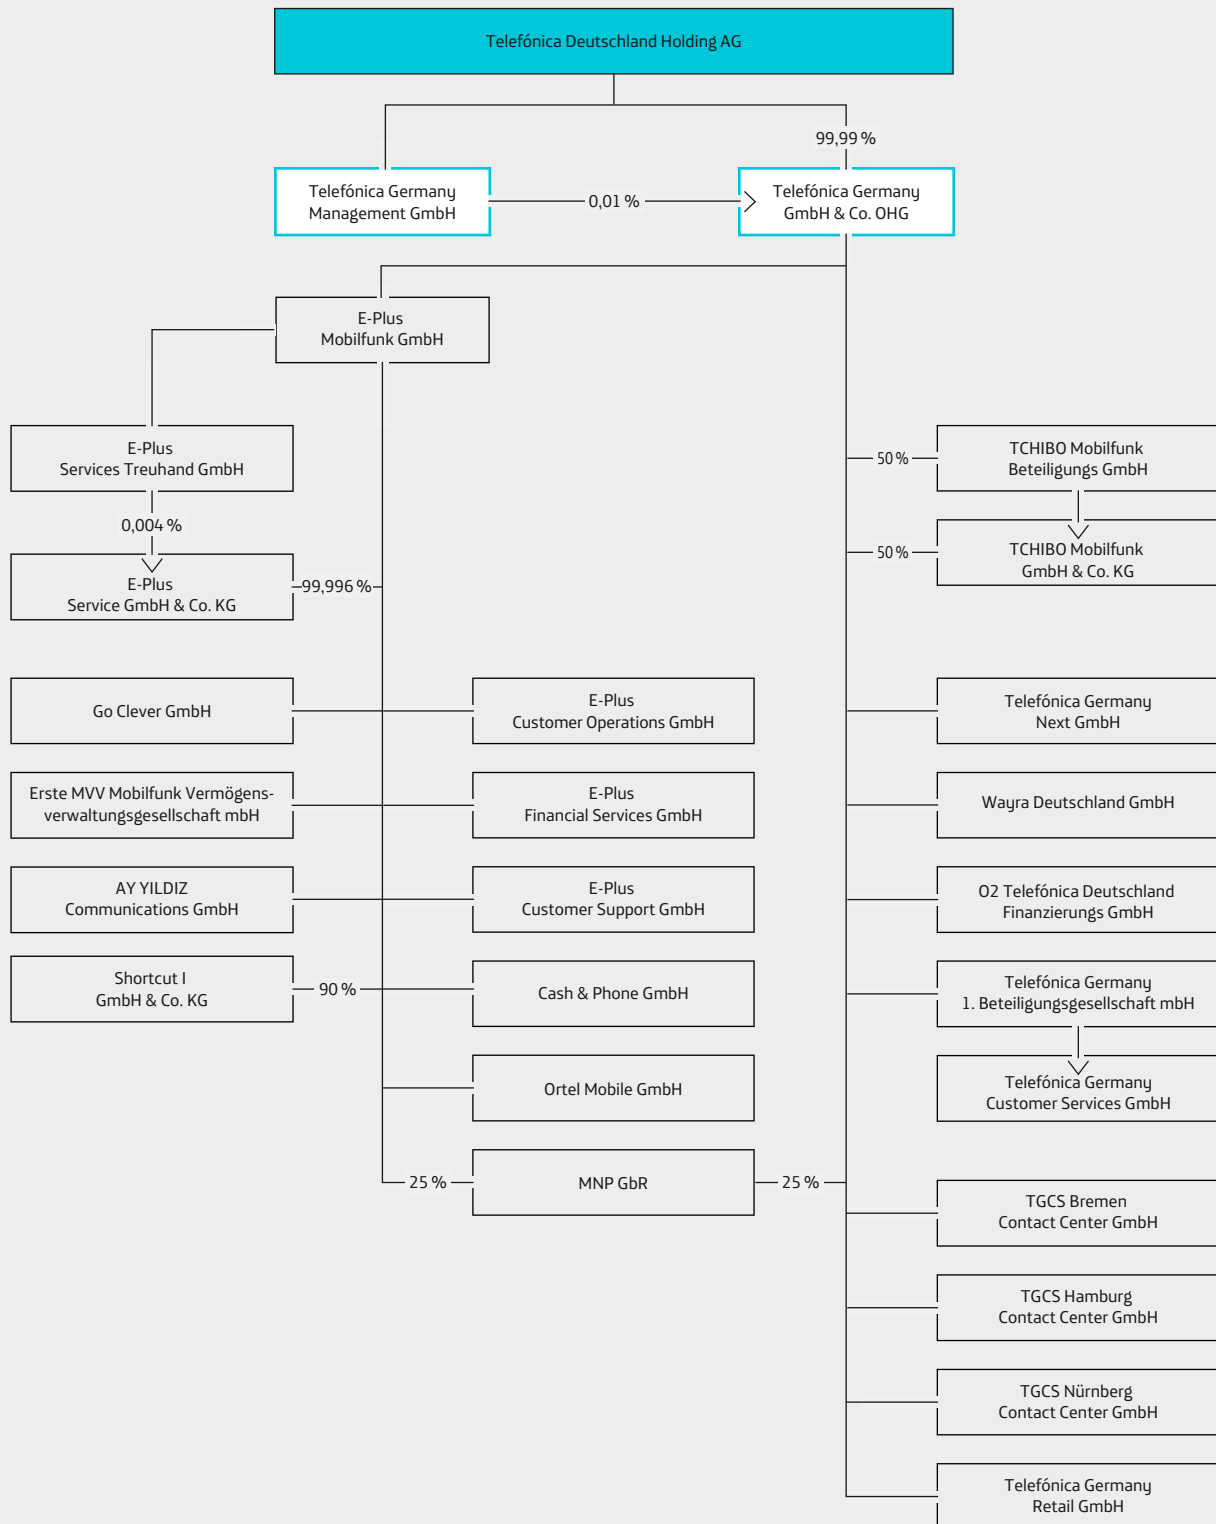 Telefónica Deutschland Holding AG
99,99 %
Telefónica Germany
Management GmbH
0,01 %
Telefónica Germany
GmbH & Co. OHG
E-Plus
Mobilfunk GmbH
E-Plus
Services Treuhand GmbH
50 %
TCHIBO Mobilfunk
Beteiligungs GmbH
0,004 %
50 %
TCHIBO Mobilfunk
GmbH & Co. KG
E-Plus
Service GmbH & Co. KG
99,996 %
Go Clever GmbH
E-Plus
Customer Operations GmbH
Telefónica Germany
Next GmbH
Erste MVV Mobilfunk Vermögens-
verwaltungsgesellschaft mbH
E-Plus
Financial Services GmbH
Wayra Deutschland GmbH
AY YILDIZ
Communications GmbH
E-Plus
Customer Support GmbH
O2 Telefónica Deutschland
Finanzierungs GmbH
Shortcut I
GmbH & Co. KG
90 %
Cash & Phone GmbH
Telefónica Germany
1. Beteiligungsgesellschaft mbH
Ortel Mobile GmbH
Telefónica Germany
Customer Services GmbH
25 %
MNP GbR
25 %
TGCS Bremen
Contact Center GmbH
TGCS Hamburg
Contact Center GmbH
TGCS Nürnberg
Contact Center GmbH
Telefónica Germany
Retail GmbH